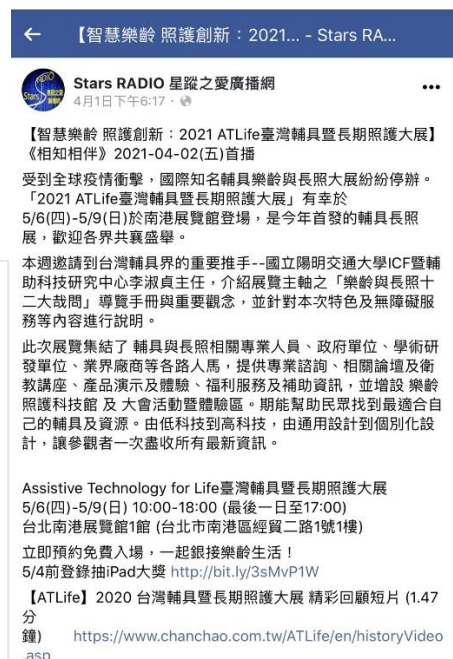 【智慧樂齡 照護創新：2021... - Stars RA...
Stars RADIO 星蹤之愛廣播網
4月1日下午6:17 ·
【智慧樂齡 照護創新：2021 ATLife臺灣輔具暨長期照護大展】
《相知相伴》2021-04-02(五)首播
受到全球疫情衝擊，國際知名輔具樂齡與長照大展紛紛停辦。
「2021 ATLife臺灣輔具暨長期照護大展」有幸於
5/6(四)-5/9(日)於南港展覽館登場，是今年首發的輔具長照
展，歡迎各界共襄盛舉。
本週邀請到台灣輔具界的重要推手--國立陽明交通大學ICF暨輔
助科技研究中心李淑貞主任，介紹展覽主軸之「樂齡與長照十
二大哉問」導覽手冊與重要觀念，並針對本次特色及無障礙服
務等內容進行說明。
此次展覽集結了 輔具與長照相關專業人員、政府單位、學術研
發單位、業界廠商等各路人馬，提供專業諮詢、相關論壇及衛
教講座、產品演示及體驗、福利服務及補助資訊，並增設 樂齡
照護科技館 及 大會活動暨體驗區。期能幫助民眾找到最適合自
己的輔具及資源。由低科技到高科技，由通用設計到個別化設
計，讓參觀者一次盡收所有最新資訊。
Assistive Technology for Life臺灣輔具暨長期照護大展
5/6(四)-5/9(日) 10:00-18:00 (最後一日至17:00)
台北南港展覽館1館 (台北市南港區經貿二路1號1樓)
立即預約免費入場，一起銀接樂齡生活！
5/4前登錄抽iPad大獎 http://bit.ly/3sMvP1W
【ATLife】2020 台灣輔具暨長期照護大展 精彩回顧短片 (1.47
分
鐘) https://www.chanchao.com.tw/ATLife/en/historyVideo
.asp